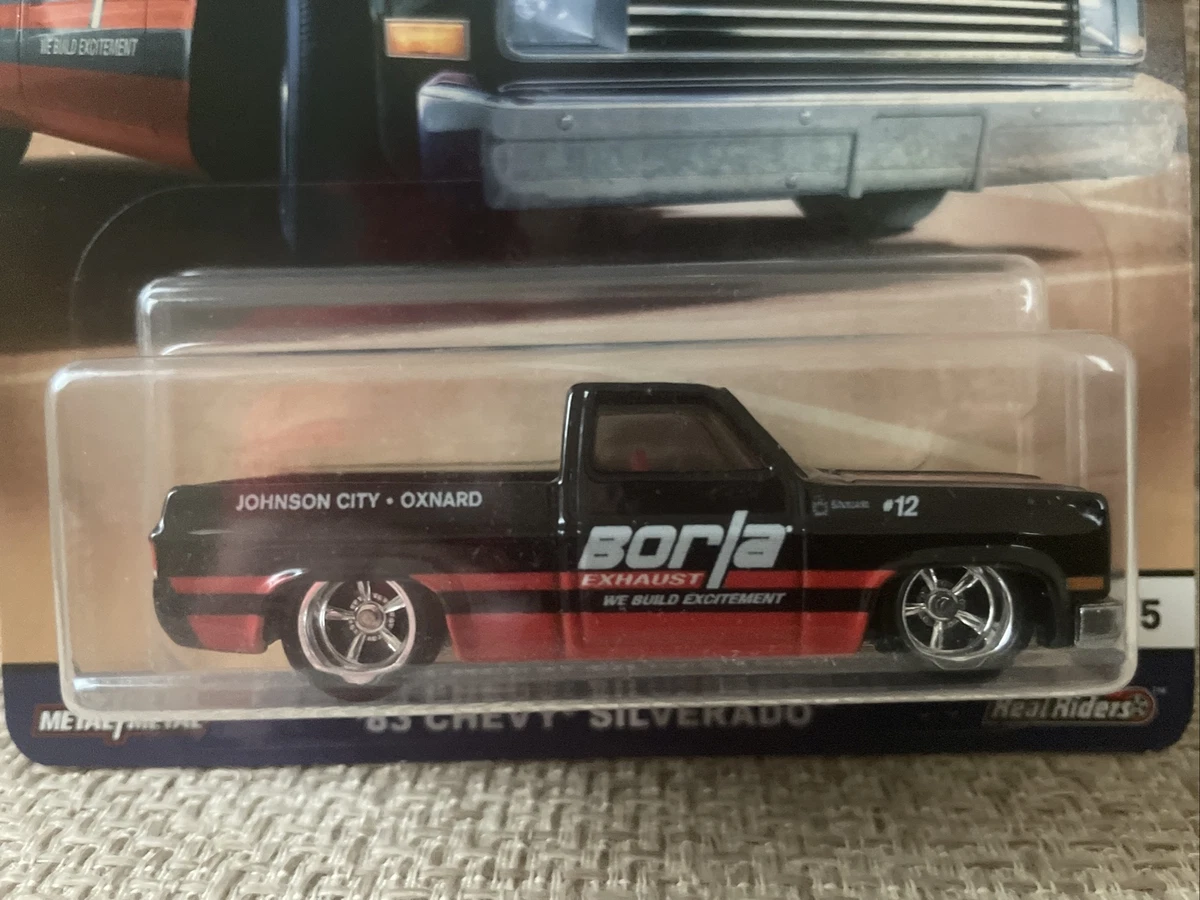 WE BUILD EXCITEMENT
JOHNSON CITY • OXNARD
#12
BORLA
EXHAUST
WE BUILD EXCITEMENT
5
METAL/METAL
'83 CHEVY® SILVERADO
Real Riders™